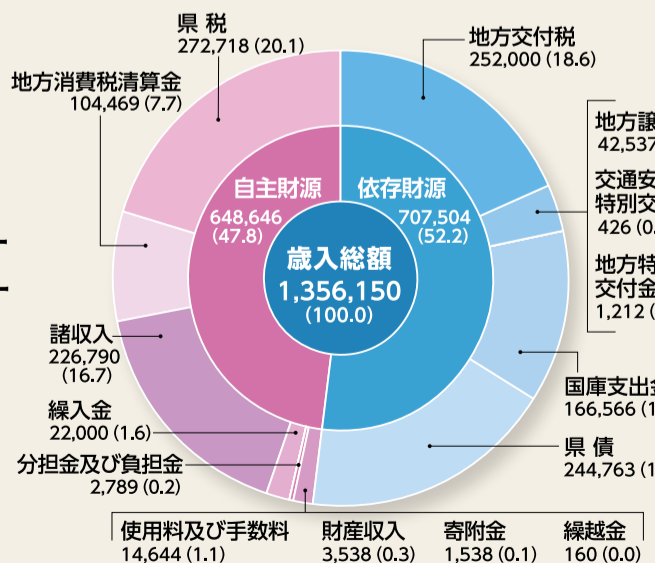 県 税
272,718 (20.1)
地方消費税清算金
104,469 (7.7)
諸収入
226,790
(16.7)
繰入金
22,000 (1.6)
分担金及び負担金
2,789 (0.2)
自主財源
648,646
(47.8)
依存財源
707,504
(52.2)
歳入総額
1,356,150
(100.0)
地方交付税
252,000 (18.6)
地方譲
42,537
交通安
特別交
426 (0.
地方特
交付金
1,212 (
国庫支出金
166,566 (1
県 債
244,763 (1
使用料及び手数料
14,644 (1.1)
財産収入
3,538 (0.3)
寄附金
1,538 (0.1)
繰越金
160 (0.0)